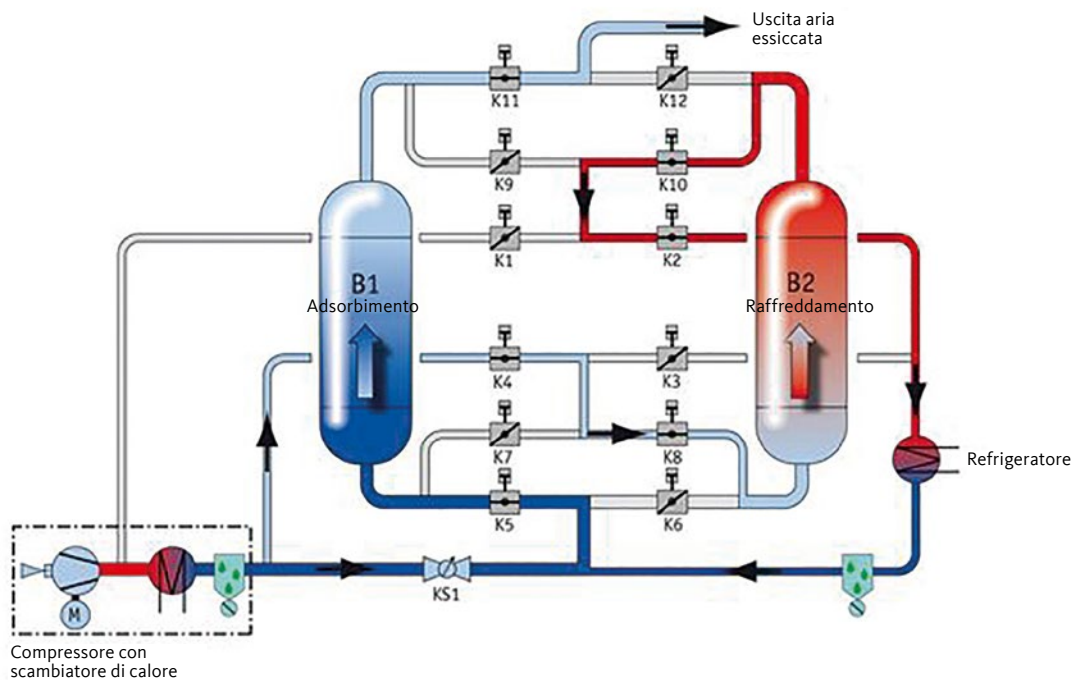 Uscita aria
essiccata
K11
K12
K9
K10
K1
K2
B1
Adsorbimento
B2
Raffreddamento
K4
K3
K7
K8
K5
K6
Refrigeratore
M
KS1
Compressore con
scambiatore di calore